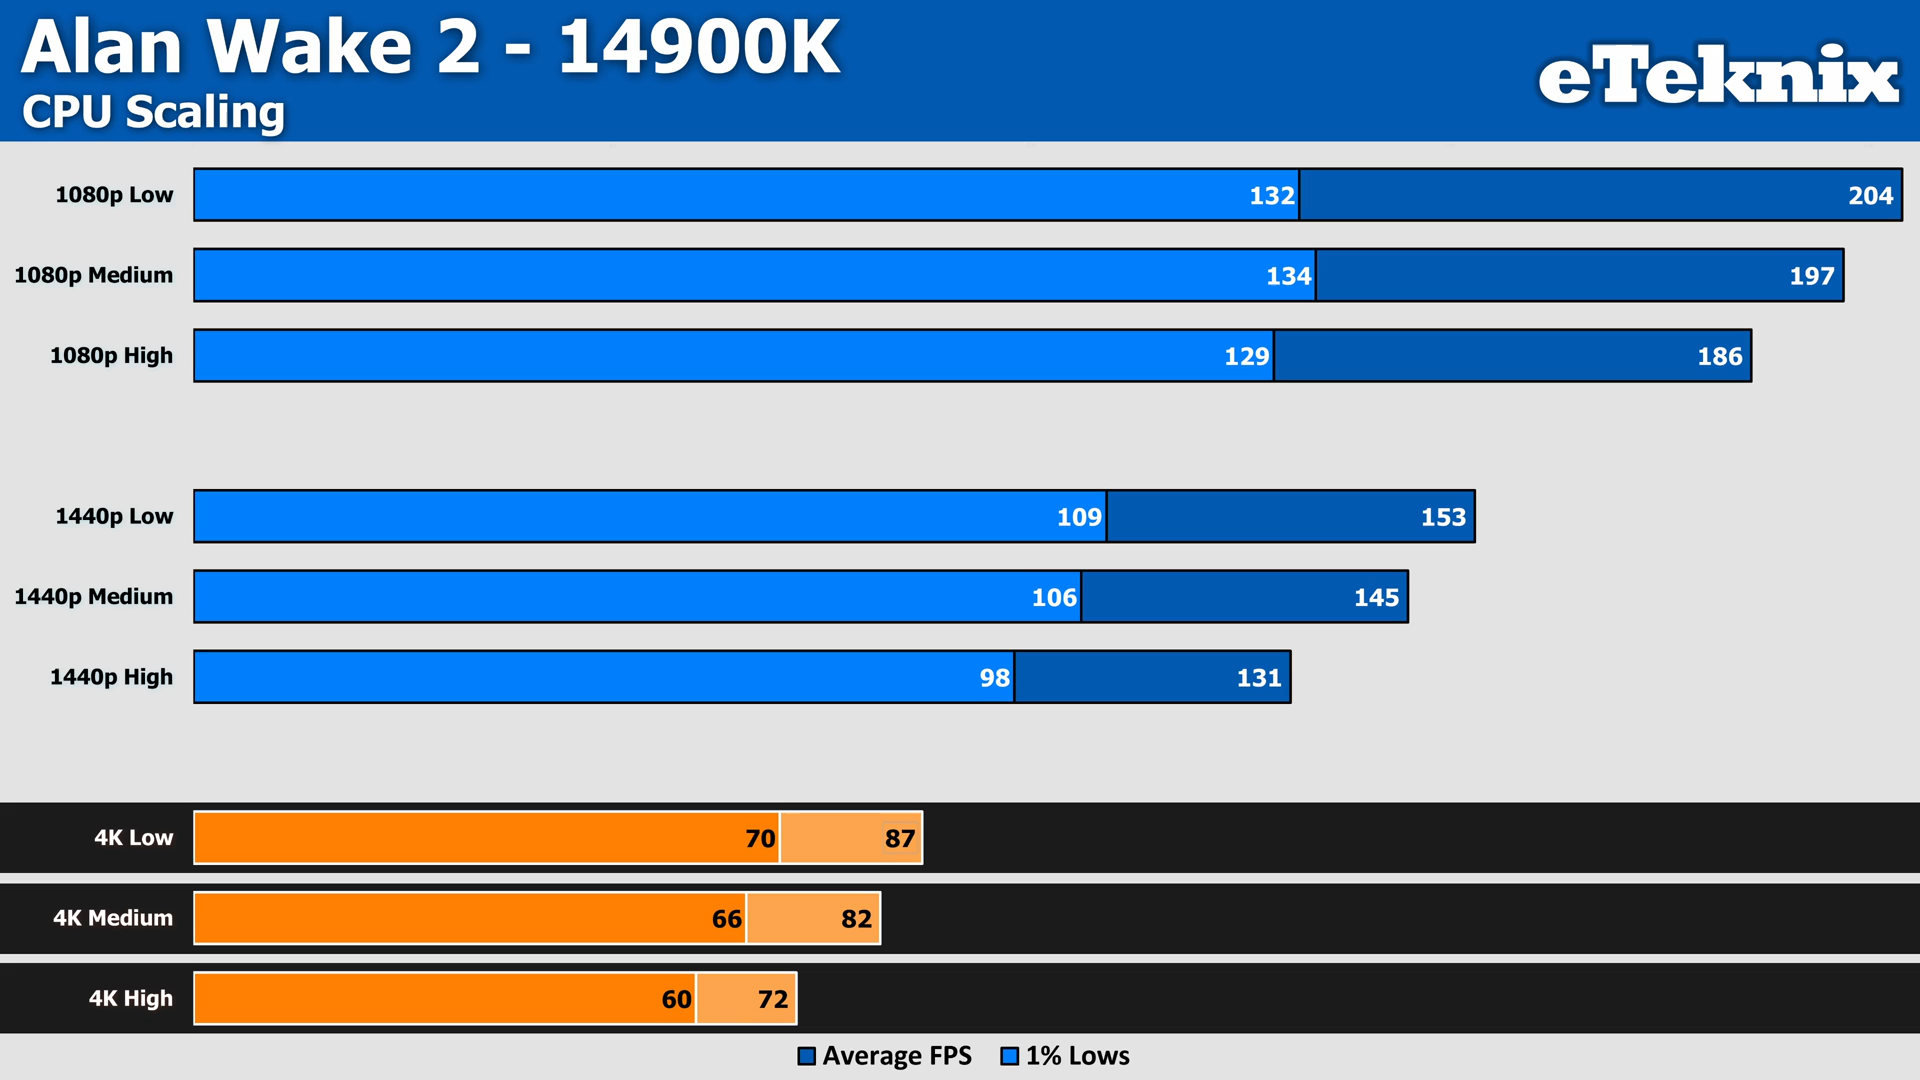 Alan Wake 2 - 14900K
CPU Scaling
eTeknix
1080p Low 132 204
1080p Medium 134 197
1080p High 129 186
1440p Low 109 153
1440p Medium 106 145
1440p High 98 131
4K Low 70 87
4K Medium 66 82
4K High 60 72
Average FPS 1% Lows